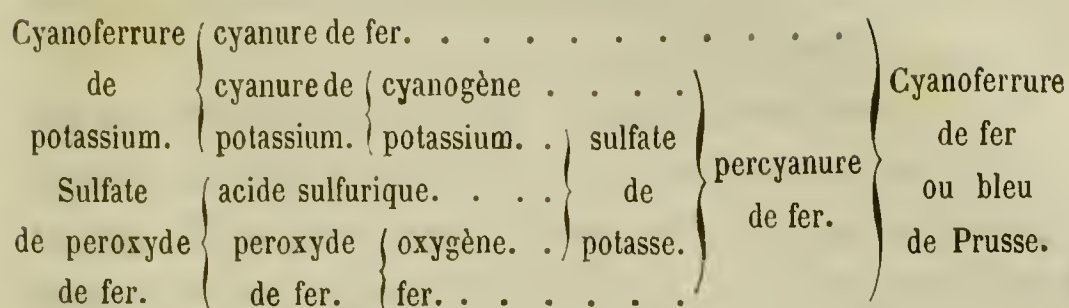 Cyanoferrure cyanure de fer. . . . . . . . . . . . Cyanoferrure
de cyanure de cyanogène . . . .
potassium. potassium. potassium. . sulfate de fer
Sulfate acide sulfurique. . . . de percyanure ou bleu
de peroxyde peroxyde oxygène. . potasse. de fer. de Prusse.
de fer. de fer. fer. . . . . . .